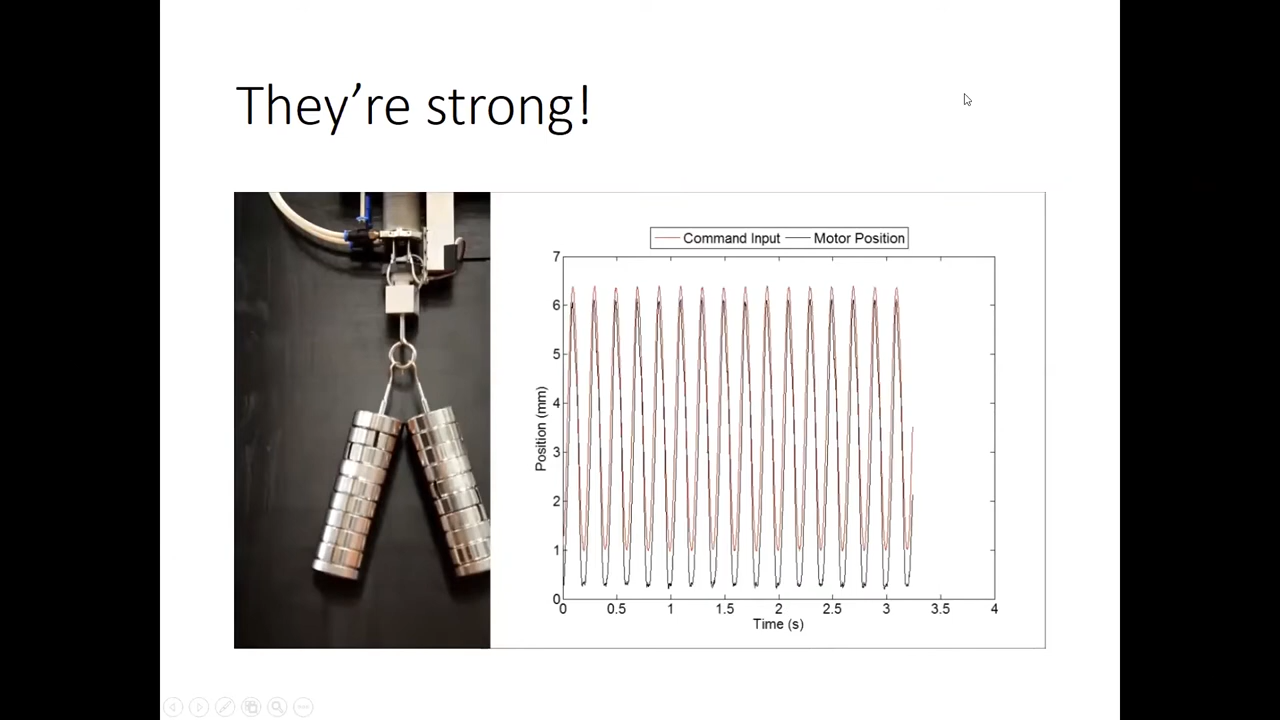 They’re strong!
Command Input Motor Position
7
6
5
4
3
2
1
0
Position (mm)
0 0.5 1 1.5 2 2.5 3 3.5 4
Time (s)